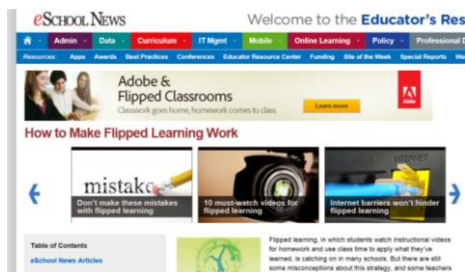 eSchool News
Welcome to the Educator's Res
Admin Data Curriculum IT Mgmt Mobile Online Learning Policy Professional D
Resources: Apps Awards Best Practices Conferences Educator Resource Center Funding Site of the Week Special Reports We
Adobe &
Flipped Classrooms
Classwork goes home, homework comes to class.
Learn more
Adobe
How to Make Flipped Learning Work
mistake
INTERNET
Don't make these mistakes
with flipped learning
10 must-watch videos for
flipped learning
Internet barriers won't hinder
flipped learning
Table of Contents
eSchool News Articles
Flipped learning, in which students watch instructional videos
for homework and use class time to apply what they've
learned, is catching on in many schools. But there are still
some misconceptions about this strategy, and some teachers